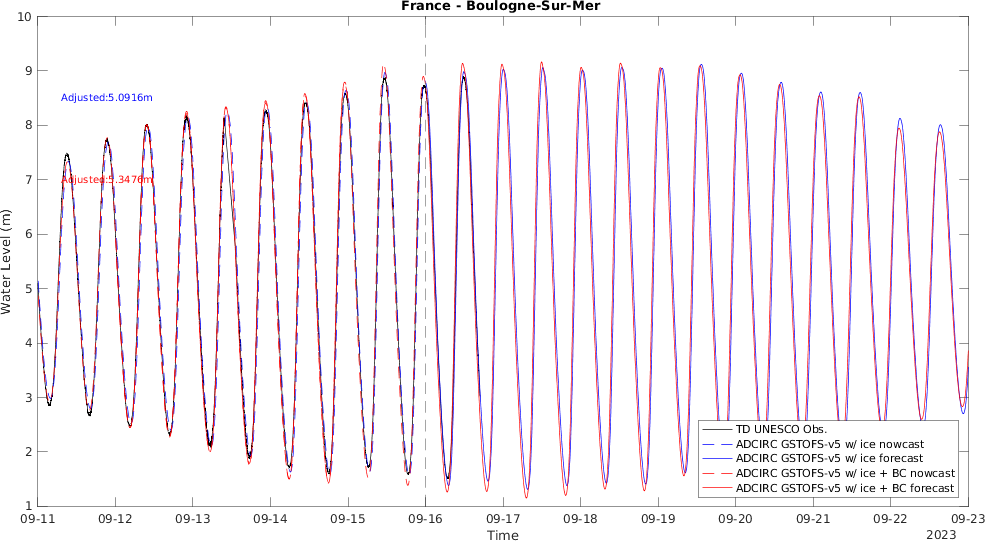 France - Boulogne-Sur-Mer
Water Level (m)
10
9
8
7
6
5
4
3
2
1
Adjusted:5.0916m
Adjusted:5.3476m
TD UNESCO Obs.
ADCIRC GSTOFS-v5 w/ ice nowcast
ADCIRC GSTOFS-v5 w/ ice forecast
ADCIRC GSTOFS-v5 w/ ice + BC nowcast
ADCIRC GSTOFS-v5 w/ ice + BC forecast
09-11 09-12 09-13 09-14 09-15 09-16 09-17 09-18 09-19 09-20 09-21 09-22 09-23
Time
2023